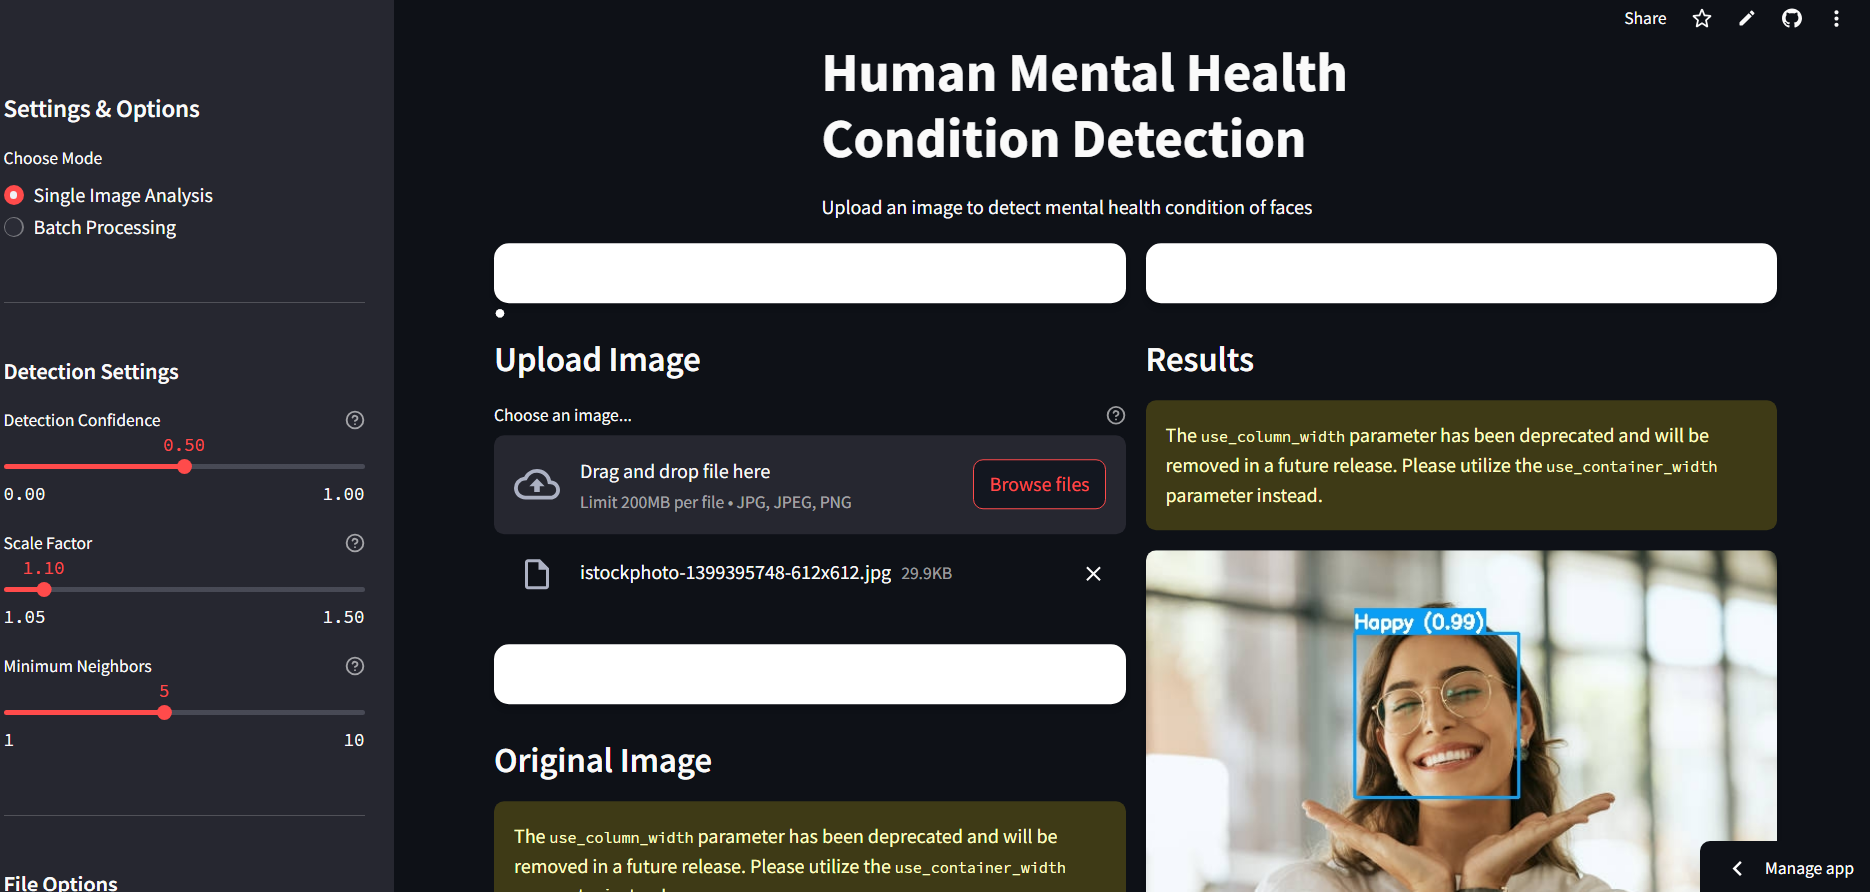 Share
Settings & Options
Choose Mode
Single Image Analysis
Batch Processing
Detection Settings
Detection Confidence
0.50
0.00 1.00
Scale Factor
1.10
1.05 1.50
Minimum Neighbors
5
1 10
File Options
Human Mental Health
Condition Detection
Upload an image to detect mental health condition of faces
Upload Image
Choose an image...
Drag and drop file here
Limit 200MB per file • JPG, JPEG, PNG
Browse files
istockphoto-1399395748-612x612.jpg 29.9KB
Original Image
The use_column_width parameter has been deprecated and will be
removed in a future release. Please utilize the use_container_width
Results
The use_column_width parameter has been deprecated and will be
removed in a future release. Please utilize the use_container_width
parameter instead.
Happy (0.99)
Manage app